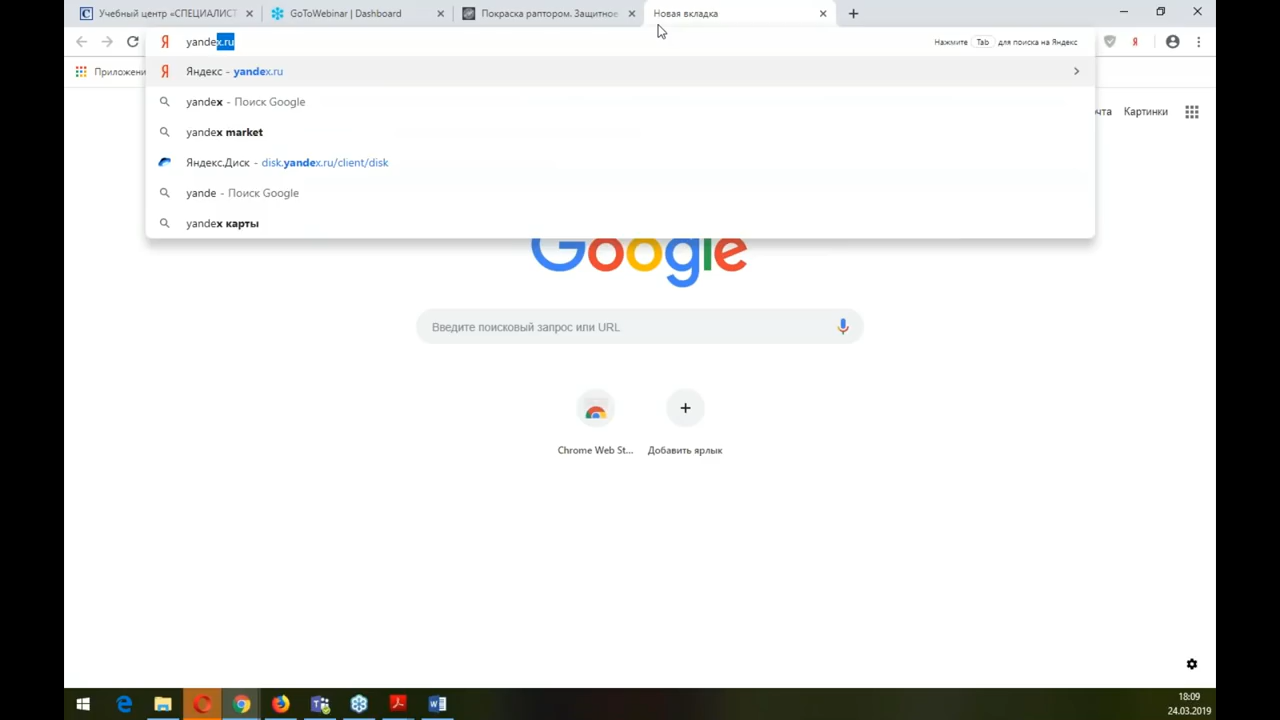 Учебный центр «СПЕЦИАЛИСТ
GoToWebinar | Dashboard
Покраска раптором. Защитное
Новая вкладка
yandex.ru
Нажмите Tab для поиска на Яндекс
Приложени
Яндекс - yandex.ru
yandex - Поиск Google
yandex market
Яндекс.Диск - disk.yandex.ru/client/disk
yande - Поиск Google
yandex карты
чта
Картинки
Google
Введите поисковый запрос или URL
Chrome Web St...
Добавить ярлык
18:09
24.03.2019